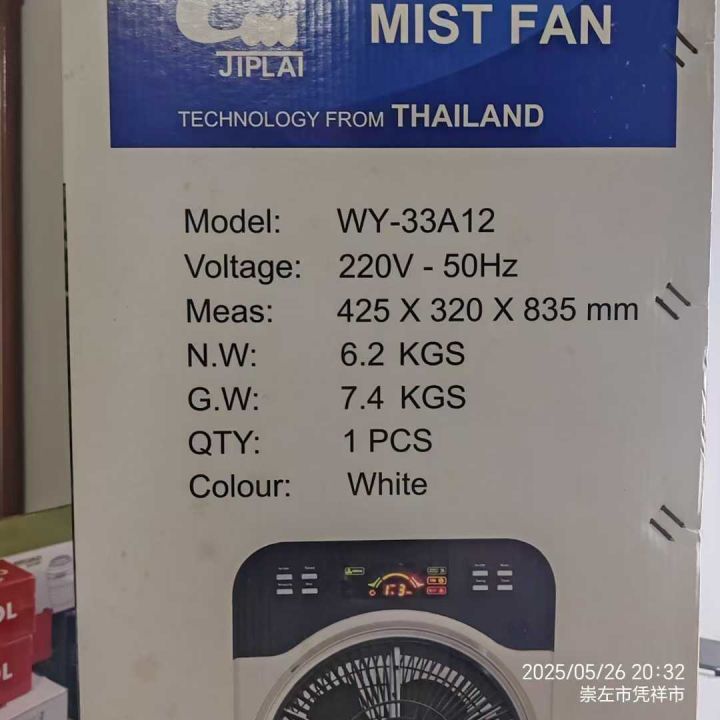 MIST FAN
JIPLAI
TECHNOLOGY FROM THAILAND
Model: WY-33A12
Voltage: 220V - 50Hz
Meas: 425 X 320 X 835 mm
N.W: 6.2 KGS
G.W: 7.4 KGS
QTY: 1 PCS
Colour: White
OL
OL
2025/05/26 20:32
崇左市凭祥市